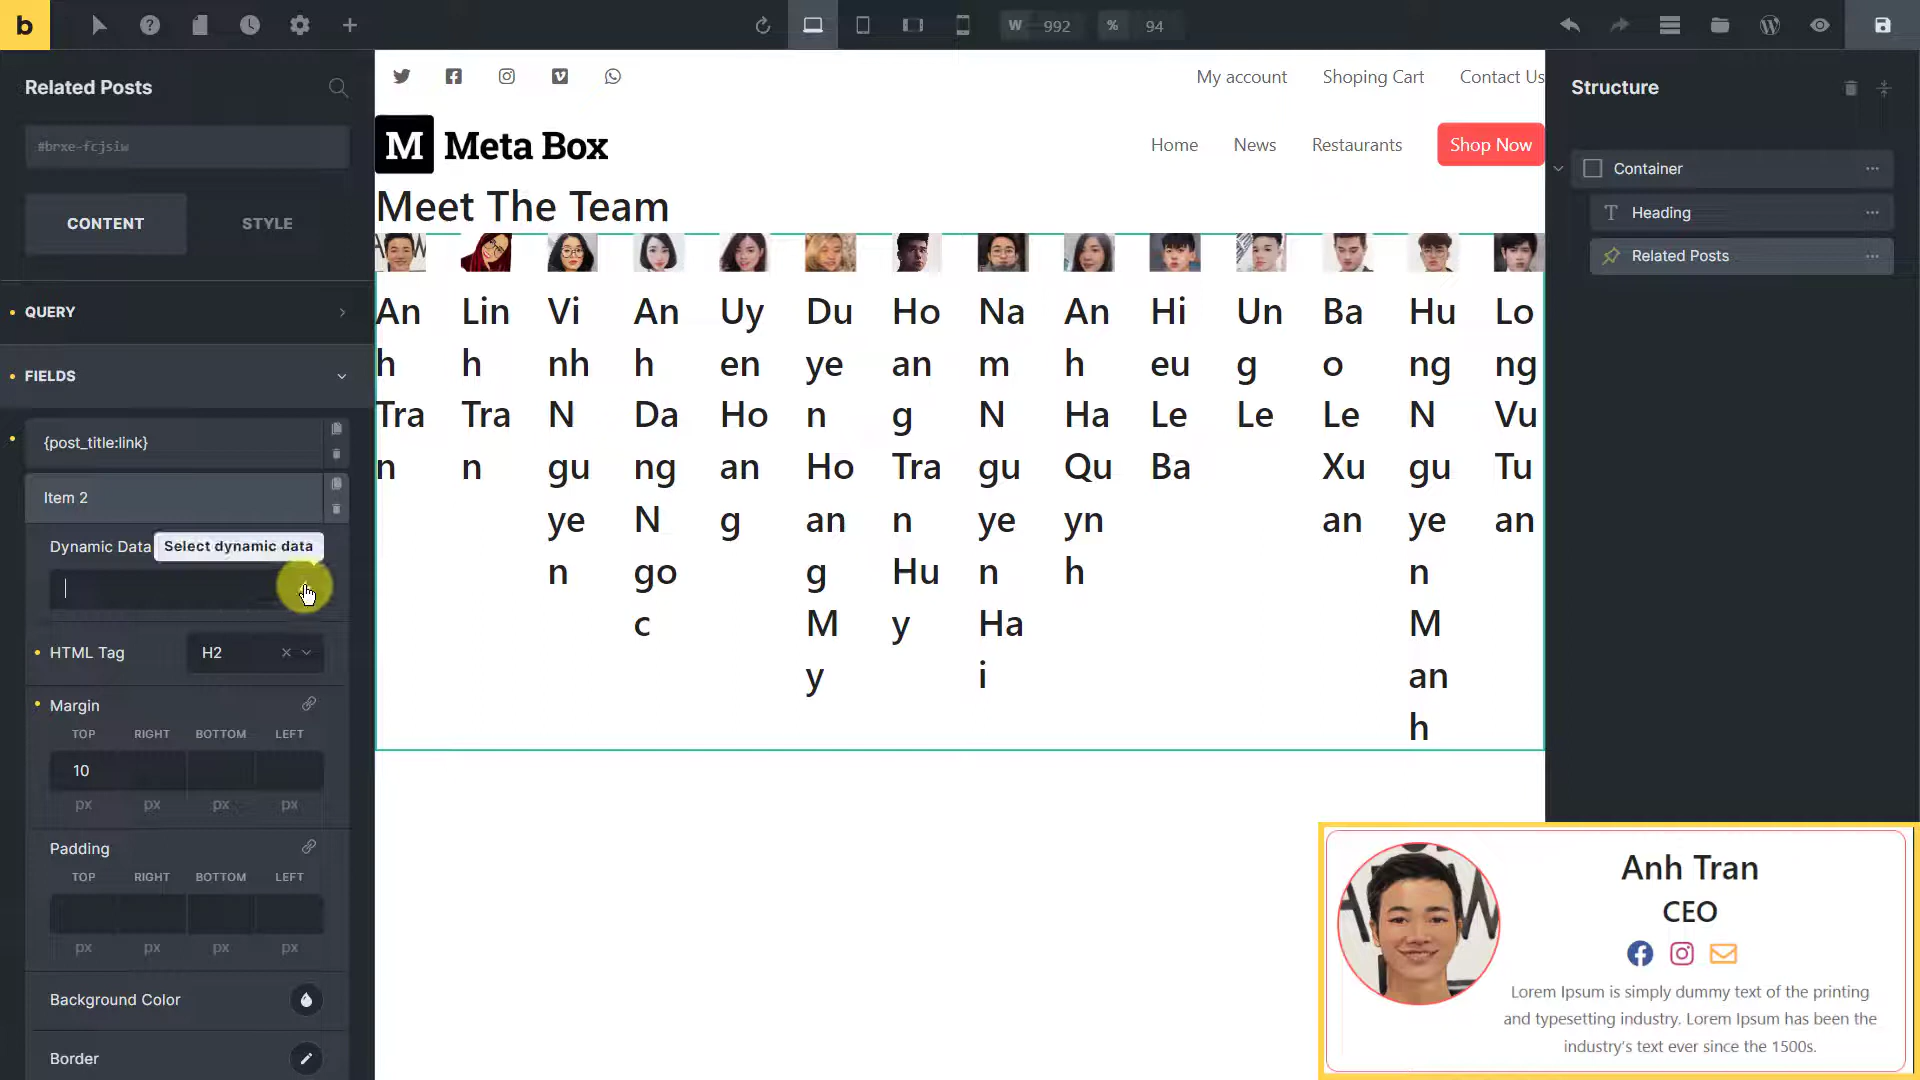 b
W 992 % 94
Related Posts
#brxe-fcjsiw
CONTENT STYLE
QUERY
FIELDS
{post_title:link}
Item 2
Dynamic Data
Select dynamic data
HTML Tag H2
Margin
TOP RIGHT BOTTOM LEFT
10
px px px px
Padding
TOP RIGHT BOTTOM LEFT
px px px px
Background Color
Border
My account Shoping Cart Contact Us
M Meta Box
Home News Restaurants Shop Now
Meet The Team
An Lin Vi An Uy Du Ho Na An Hi Un Ba Hu Lo
h h nh h en ye an m h eu g o ng ng
Tra Tra N Da Ho n g N Ha Le Le Le N Vu
n n gu ng an Ho Tra gu Qu Ba Xu gu Tu
ye N g an n ye yn an ye an
n go g Hu n h n
c M y Ha M
y i an
h
Structure
Container
Heading
Related Posts
Anh Tran
CEO
Lorem Ipsum is simply dummy text of the printing
and typesetting industry. Lorem Ipsum has been the
industry's text ever since the 1500s.